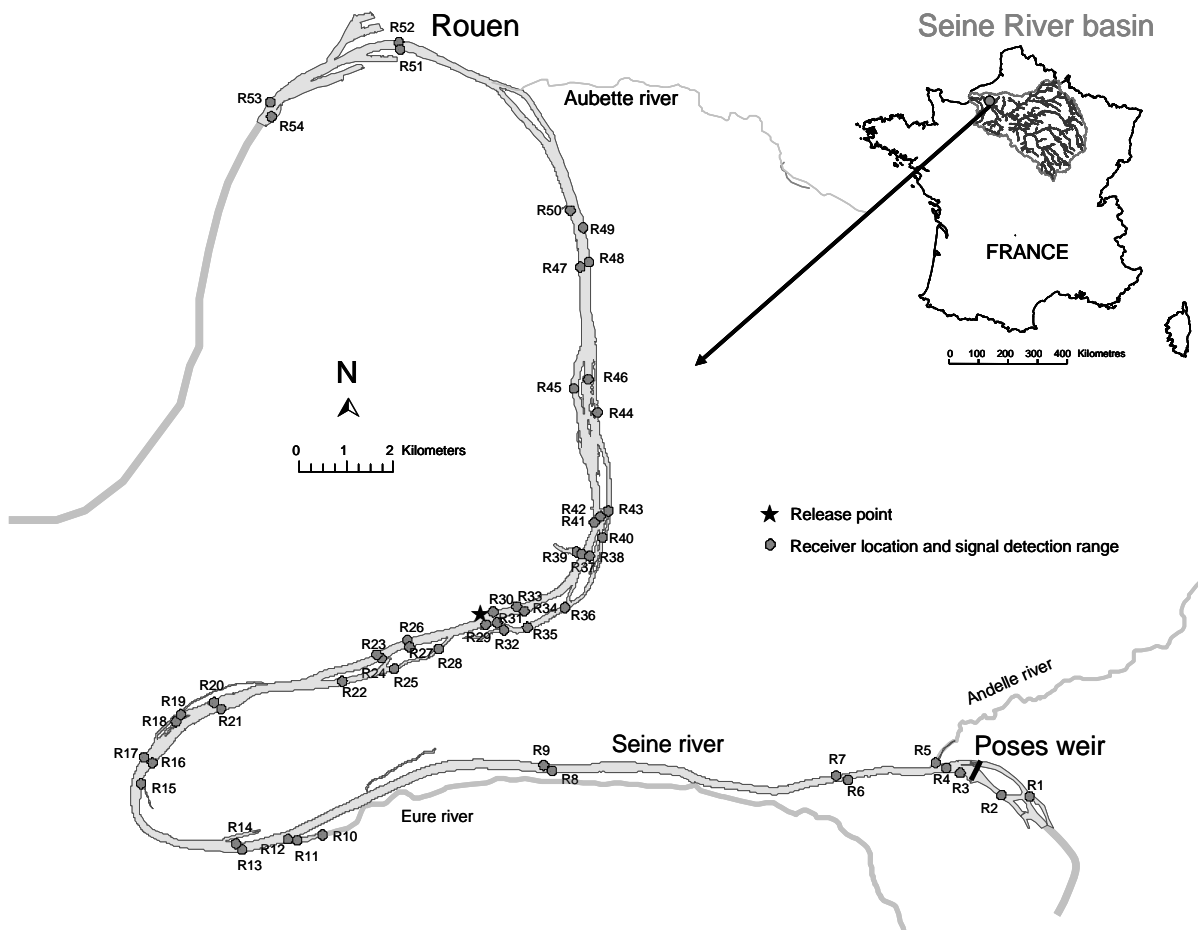 R52
Rouen
Seine River basin
R51
R53
Aubette river
R54
R50
R49
FRANCE
R47
R48
0 100 200 300 400 Kilometres
N
R46
R45
R44
0 1 2 Kilometers
R42
R43
R41
Release point
R40
R39
R38
Receiver location and signal detection range
R37
R30
R33
R34
R36
R31
R26
R29
R32
R35
R23
R27
R28
R24
R25
R22
Andelle river
R20
R19
R18
R21
Seine river
Poses weir
R17
R16
R9
R5
R7
R4
R8
R3
R15
R6
R1
R2
Eure river
R14
R10
R12
R11
R13